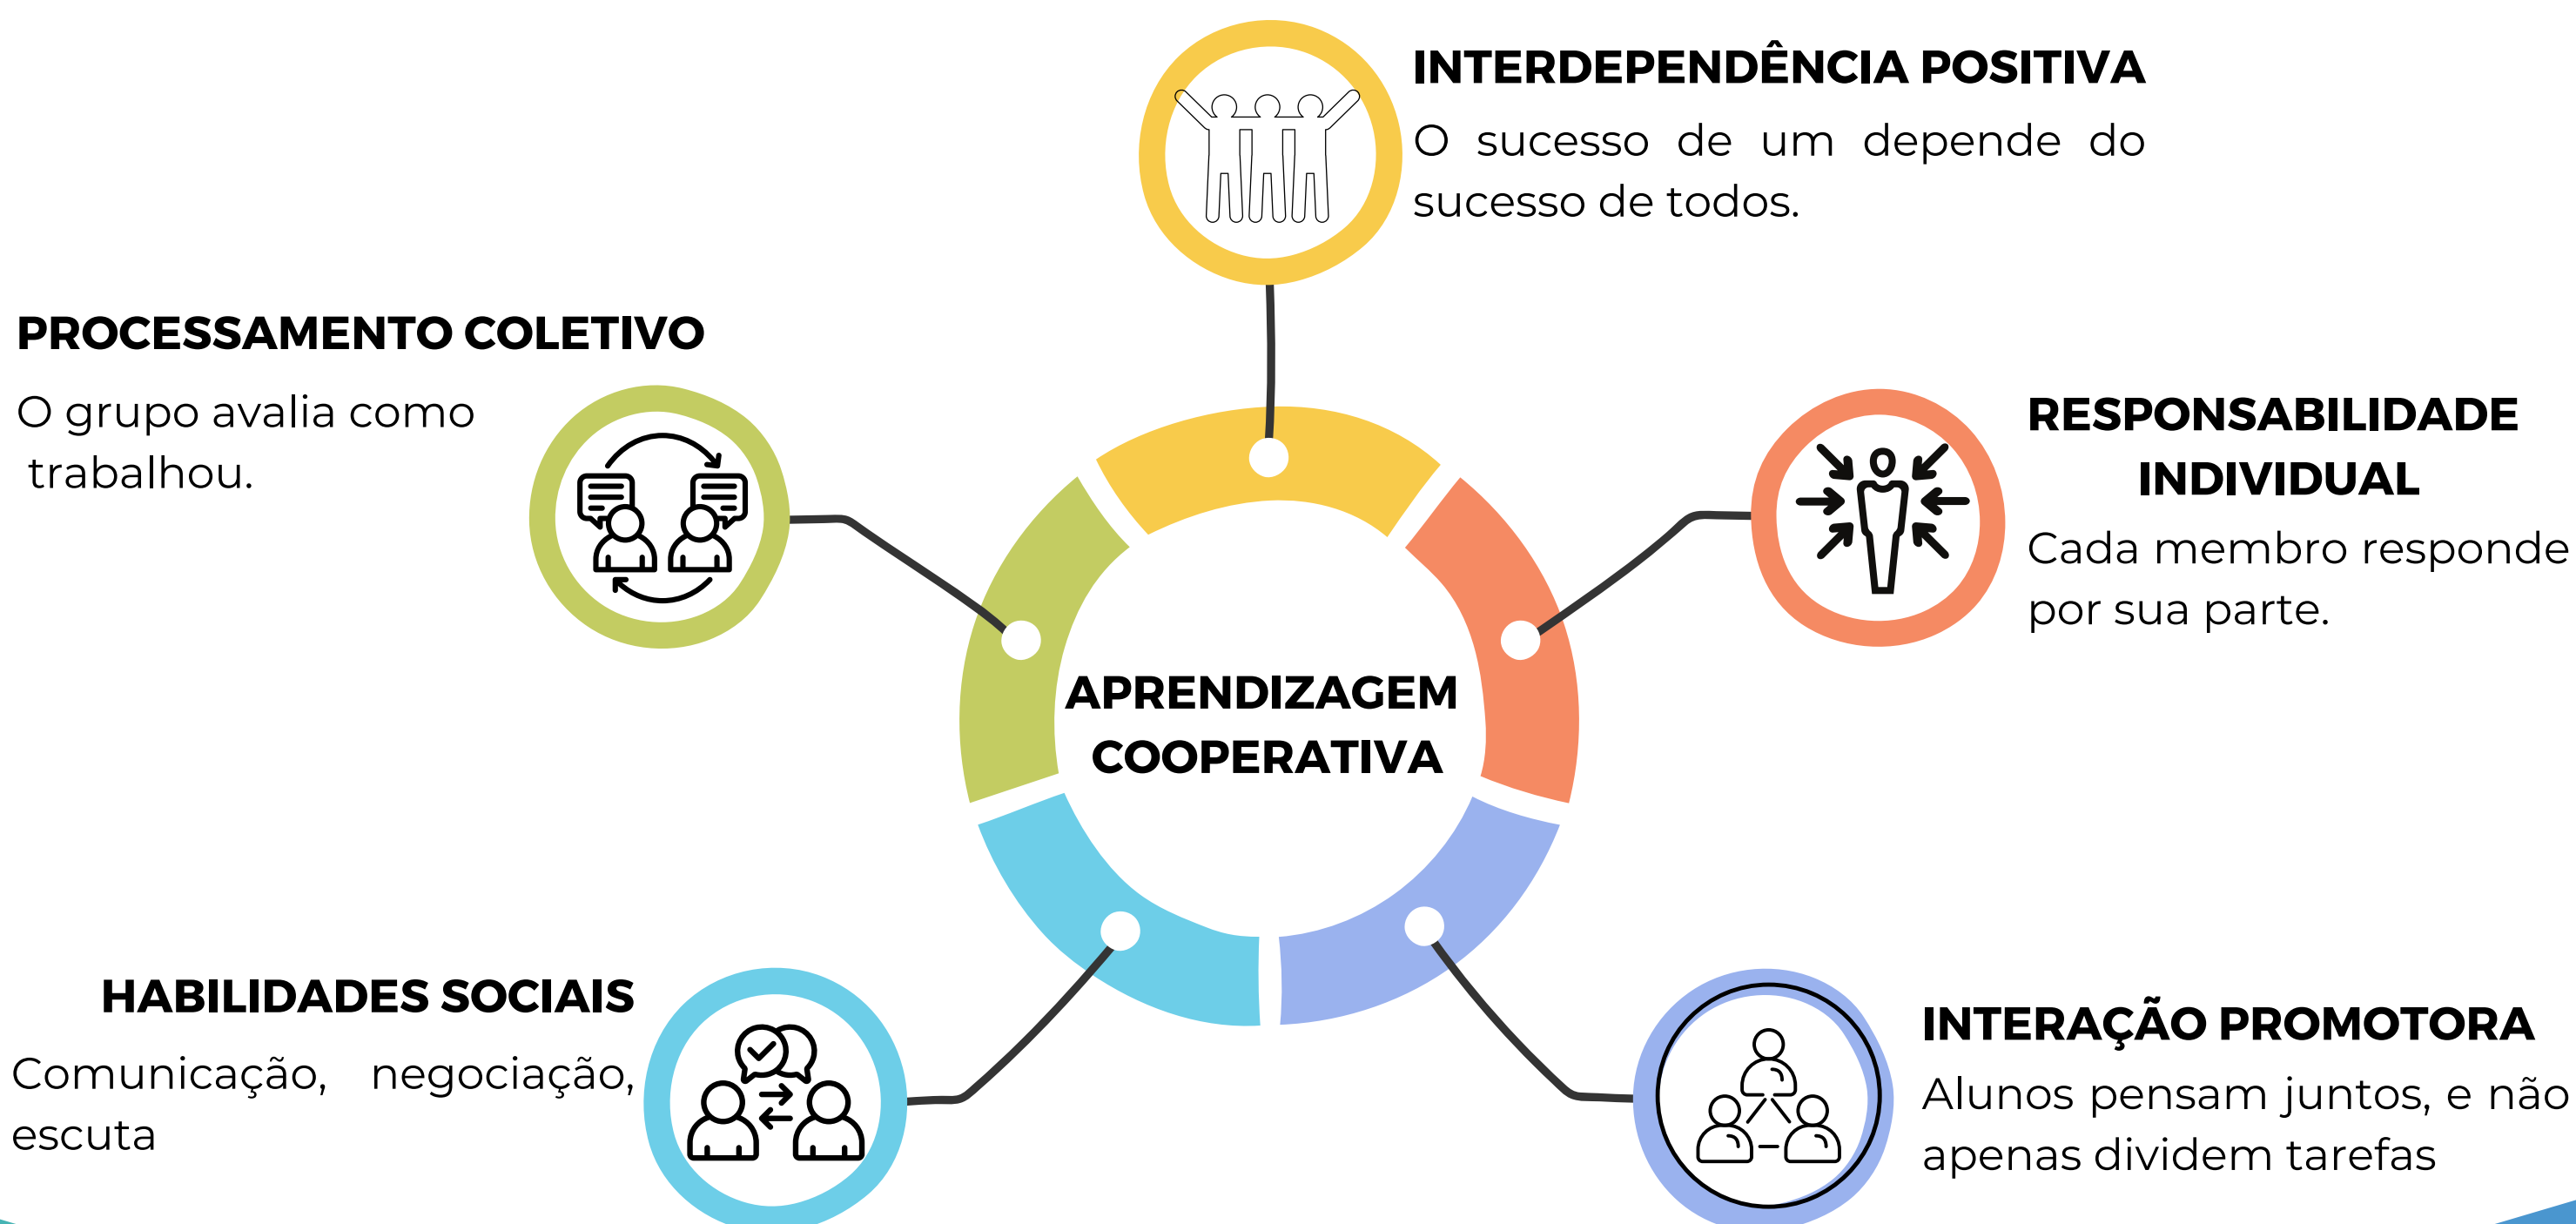 INTERDEPENDÊNCIA POSITIVA
O sucesso de um depende do
sucesso de todos.
PROCESSAMENTO COLETIVO
O grupo avalia como
trabalhou.
RESPONSABILIDADE
INDIVIDUAL
Cada membro responde
por sua parte.
APRENDIZAGEM
COOPERATIVA
HABILIDADES SOCIAIS
Comunicação, negociação,
escuta
INTERAÇÃO PROMOTORA
Alunos pensam juntos, e não
apenas dividem tarefas